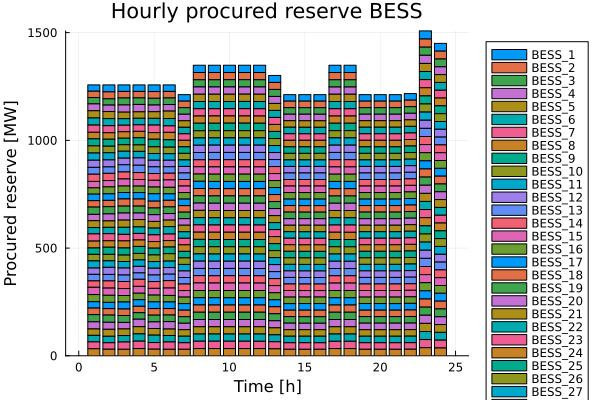 Hourly procured reserve BESS
Procured reserve [MW]
1500
1000
500
0
0 5 10 15 20 25
Time [h]
BESS_1
BESS_2
BESS_3
BESS_4
BESS_5
BESS_6
BESS_7
BESS_8
BESS_9
BESS_10
BESS_11
BESS_12
BESS_13
BESS_14
BESS_15
BESS_16
BESS_17
BESS_18
BESS_19
BESS_20
BESS_21
BESS_22
BESS_23
BESS_24
BESS_25
BESS_26
BESS_27